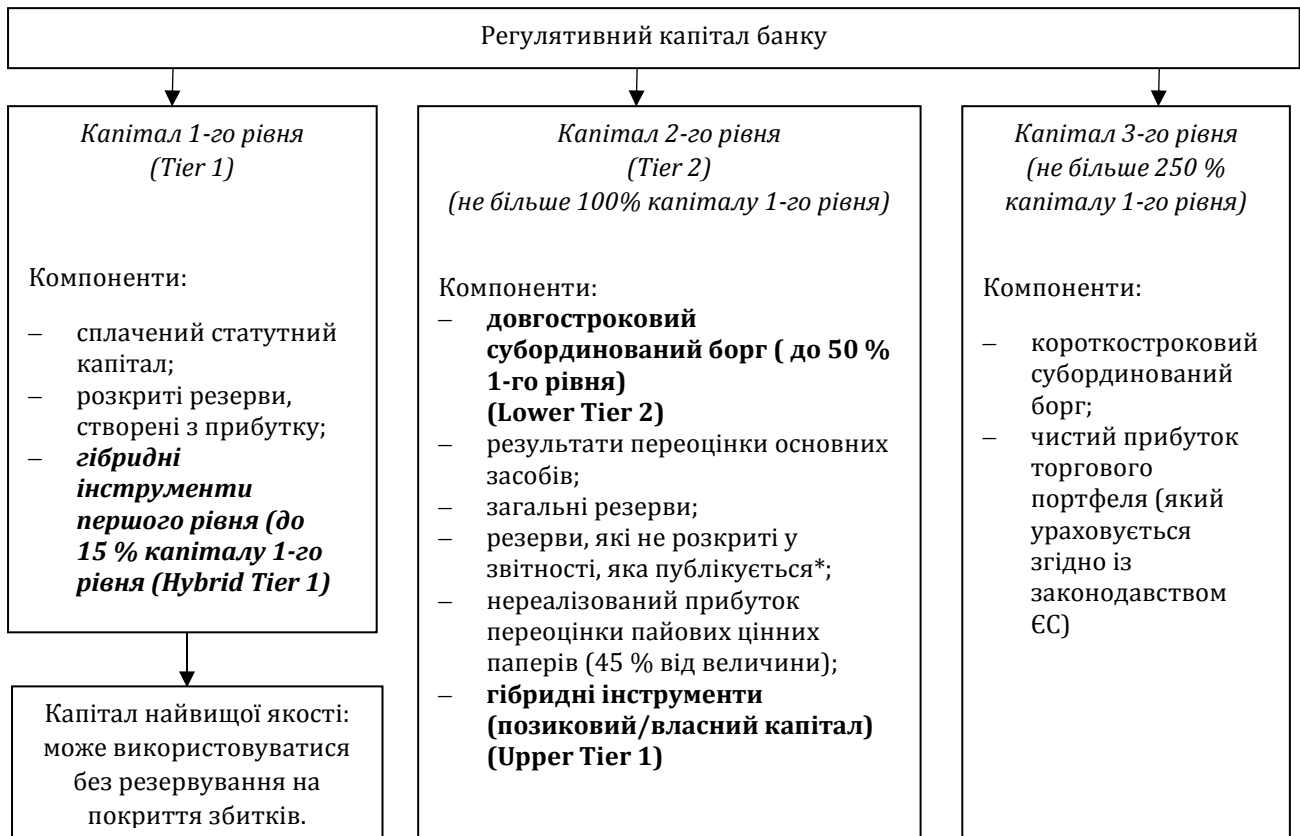 Регулятивний капітал банку
Капітал 1-го рівня
(Tier 1)
Компоненти:
– сплачений статутний
капітал;
– розкриті резерви,
створені з прибутку;
– гібридні
інструменти
першого рівня (до
15 % капіталу 1-го
рівня (Hybrid Tier 1)
Капітал найвищої якості:
може використовуватися
без резервування на
покриття збитків.
Капітал 2-го рівня
(Tier 2)
(не більше 100% капіталу 1-го рівня)
Компоненти:
– довгостроковий
субординований борг ( до 50 %
1-го рівня)
(Lower Tier 2)
– результати переоцінки основних
засобів;
– загальні резерви;
– резерви, які не розкриті у
звітності, яка публікується*;
– нереалізований прибуток
переоцінки пайових цінних
паперів (45 % від величини);
– гібридні інструменти
(позиковий/власний капітал)
(Upper Tier 1)
Капітал 3-го рівня
(не більше 250 %
капіталу 1-го рівня)
Компоненти:
– короткостроковий
субординований
борг;
– чистий прибуток
торгового
портфеля (який
ураховується
згідно із
законодавством
ЄС)